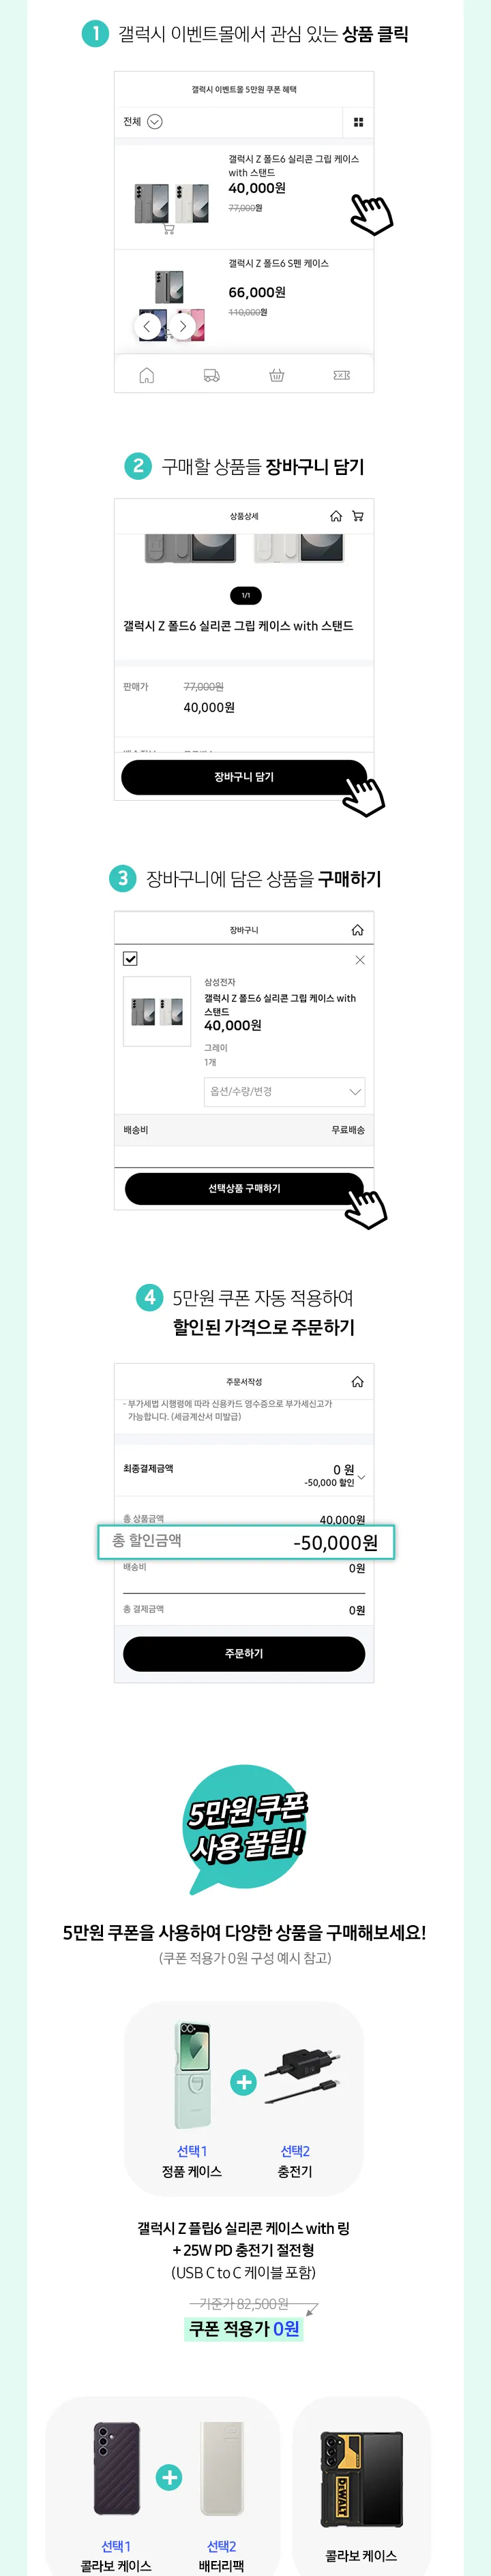 1 갤럭시 이벤트몰에서 관심 있는 상품 클릭
갤럭시 이벤트몰 5만원 쿠폰 혜택
전체
갤럭시 Z 폴드6 실리콘 그립 케이스
with 스탠드
40,000원
77,000원
갤럭시 Z 폴드6 S펜 케이스
66,000원
110,000원
2 구매할 상품들 장바구니 담기
상품상세
1/1
갤럭시 Z 폴드6 실리콘 그립 케이스 with 스탠드
판매가
77,000원
40,000원
장바구니 담기
3 장바구니에 담은 상품을 구매하기
장바구니
삼성전자
갤럭시 Z 폴드6 실리콘 그립 케이스 with
스탠드
40,000원
그레이
1개
옵션/수량/변경
배송비 무료배송
선택상품 구매하기
4 5만원 쿠폰 자동 적용하여
할인된 가격으로 주문하기
주문서작성
- 부가세법 시행령에 따라 신용카드 영수증으로 부가세신고가
가능합니다. (세금계산서 미발급)
최종결제금액 0 원
-50,000 할인
총 상품금액 40,000원
총 할인금액 -50,000원
배송비 0원
총 결제금액 0원
주문하기
5만원 쿠폰
사용 꿀팁!
5만원 쿠폰을 사용하여 다양한 상품을 구매해보세요!
(쿠폰 적용가 0원 구성 예시 참고)
선택1 선택2
정품 케이스 충전기
갤럭시 Z 플립6 실리콘 케이스 with 링
+ 25W PD 충전기 절전형
(USB C to C 케이블 포함)
기준가 82,500원
쿠폰 적용가 0원
선택1 선택2
콜라보 케이스 배터리팩
콜라보 케이스